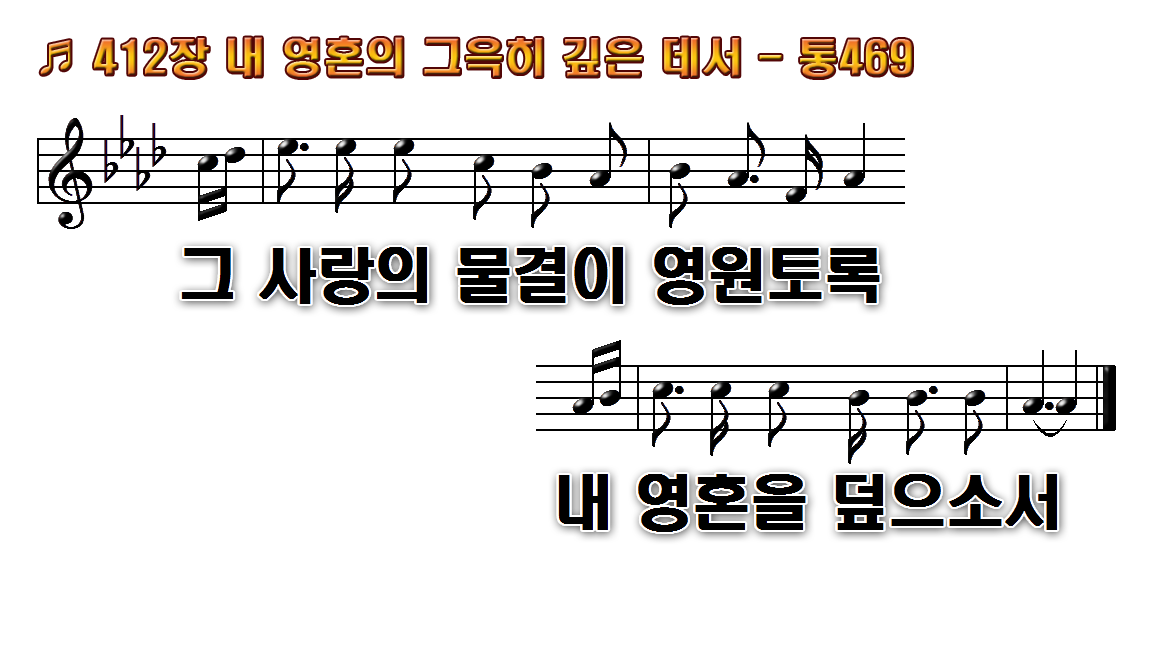 ♬ 412장 내 영혼의 그윽히 깊은 데서 - 통469
그 사랑의 물결이 영원토록
내 영혼을 덮으소서